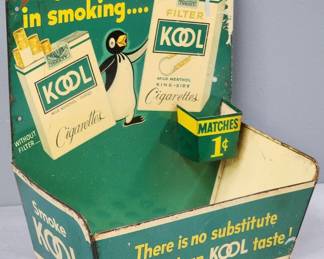 in smoking....
FILTER
KOOL
MILD MENTHOL
KING-SIZE
Cigarettes
KOOL
Cigarettes
WITHOUT
FILTER
MATCHES
1¢
Smoke
KOOL
There is no substitute
KOOL taste!